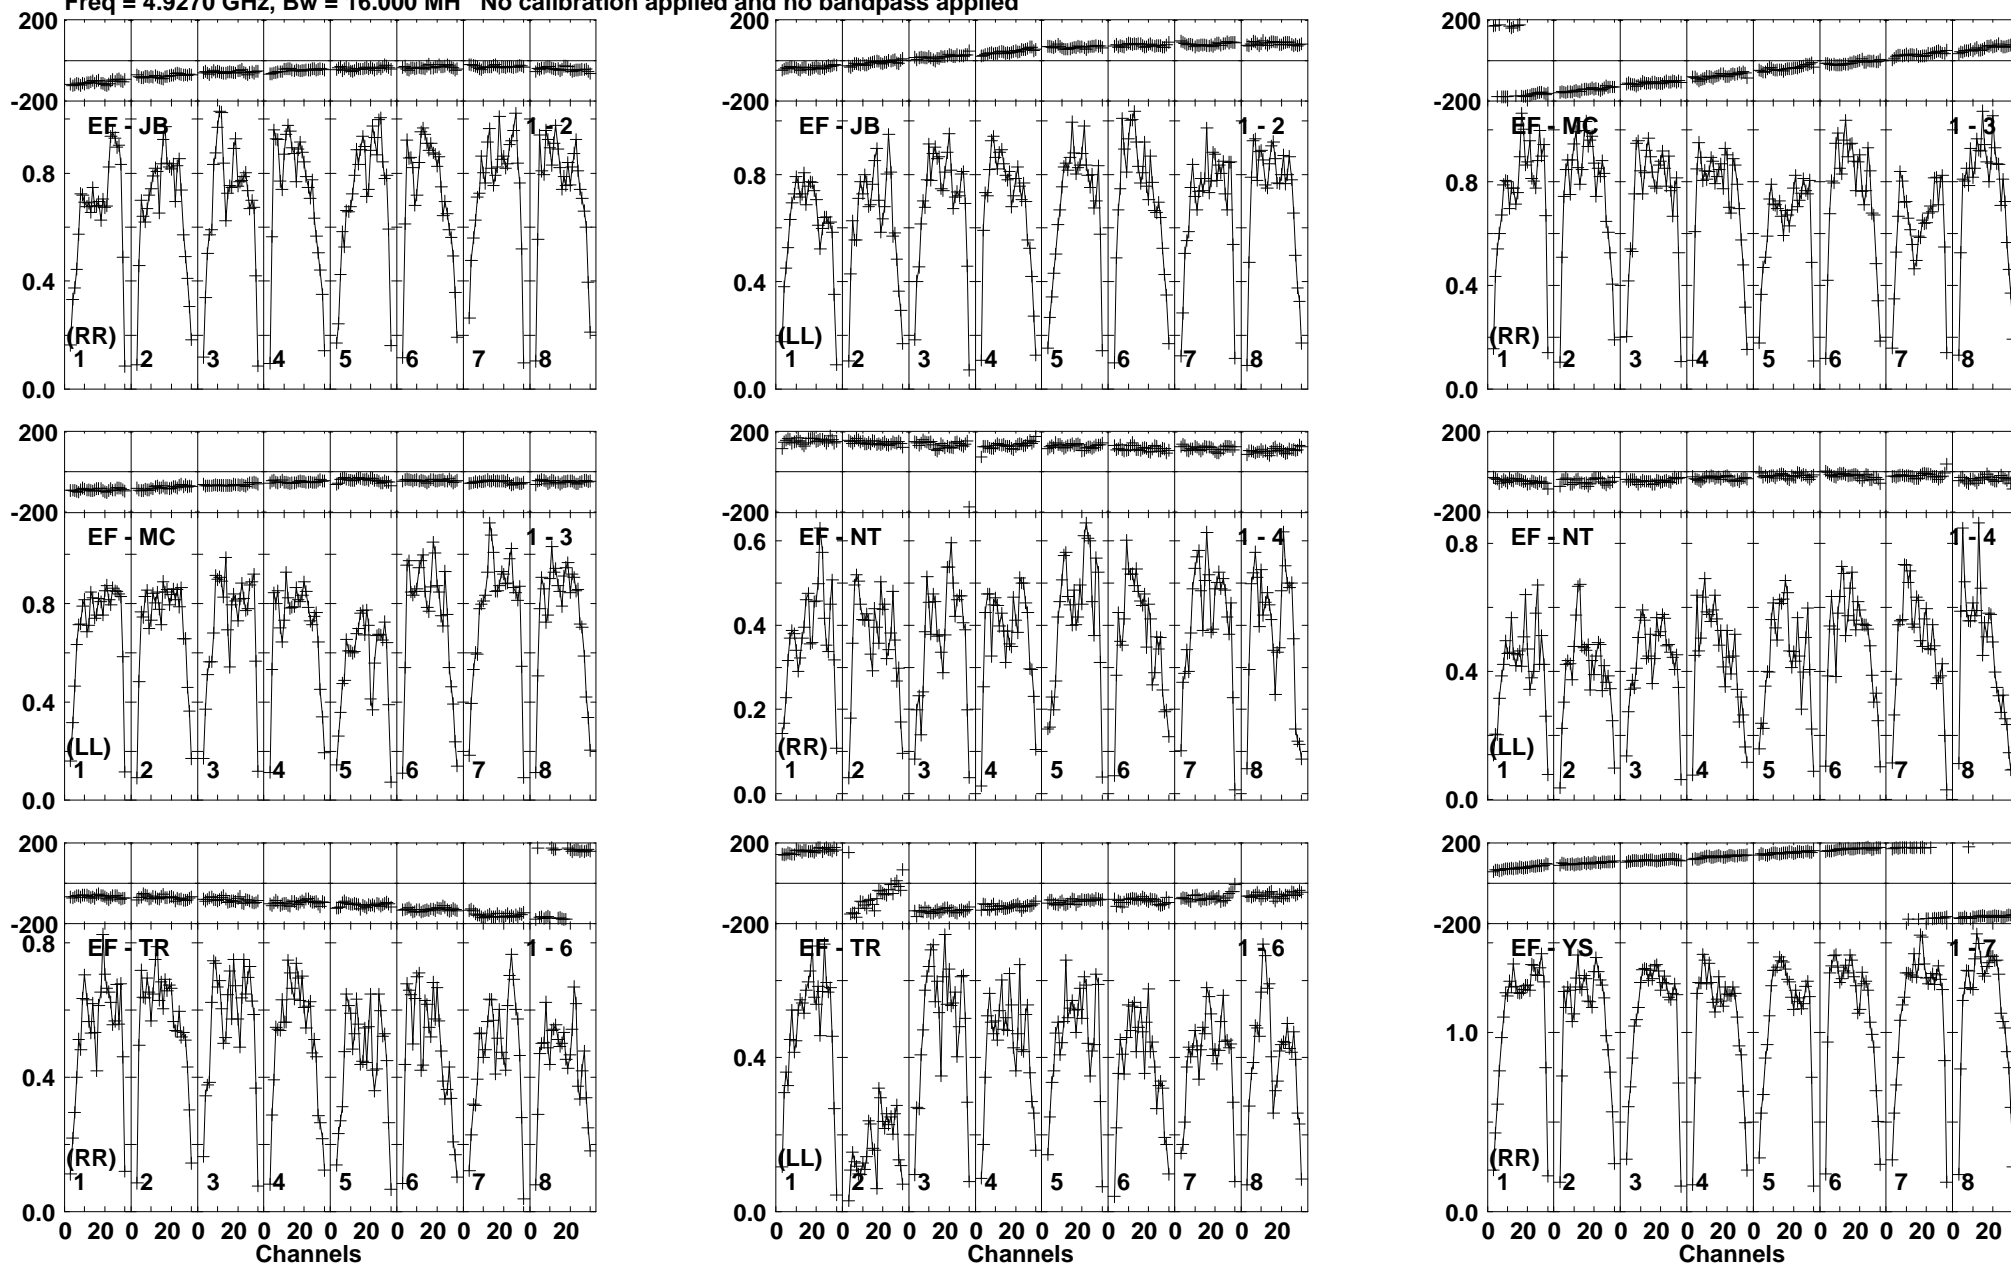 Freq = 4.9270 GHz, Bw = 16.000 MH No calibration applied and no bandpass applied
200 200 200
-200 -200 -200
EF - JB 1 - 2 EF - JB 1 - 2 EF - MC 1 - 3
0.8 0.8 0.8
0.4 0.4 0.4
(RR) (LL) (RR)
1 2 3 4 5 6 7 8 1 2 3 4 5 6 7 8 1 2 3 4 5 6 7 8
0.0 0.0 0.0
200 200 200
-200 -200 -200
EF - MC 1 - 3 EF - NT 1 - 4 EF - NT 1 - 4
0.8 0.6 0.8
0.4 0.4 0.4
0.2
(LL) (RR) (LL)
1 2 3 4 5 6 7 8 1 2 3 4 5 6 7 8 1 2 3 4 5 6 7 8
0.0 0.0 0.0
200 200 200
-200 -200 -200
EF - TR 1 - 6 EF - TR 1 - 6 EF - YS 1 - 7
0.8 1.0
0.4 0.4
(RR) (LL) (RR)
1 2 3 4 5 6 7 8 1 2 3 4 5 6 7 8 1 2 3 4 5 6 7 8
0.0 0.0 0.0
0 20 0 20 0 20 0 20 0 20 0 20 0 20 0 20 0 20 0 20 0 20 0 20 0 20 0 20 0 20 0 20 0 20 0 20 0 20 0 20 0 20 0 20 0 20 0 20
Channels Channels Channels